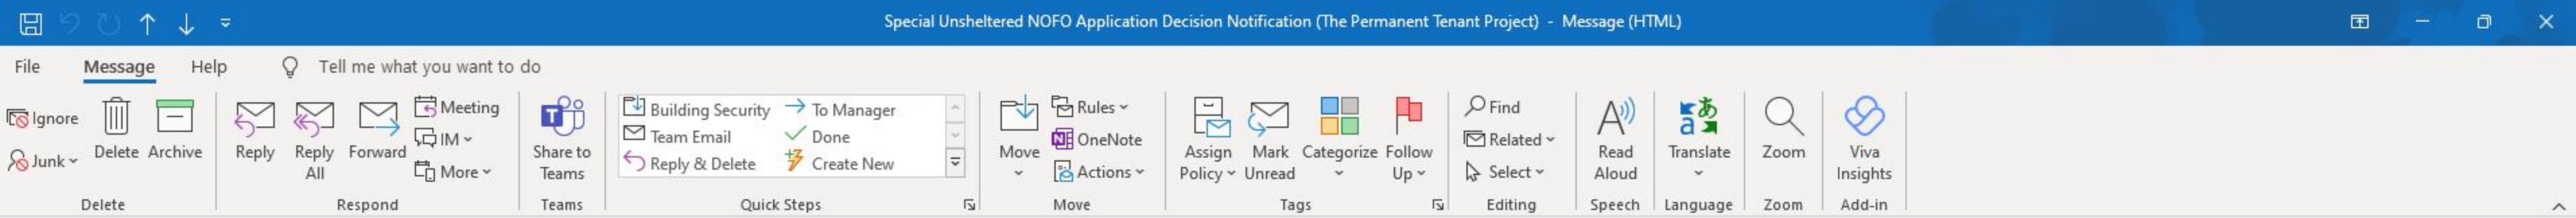 Special Unsheltered NOFO Application Decision Notification (The Permanent Tenant Project) - Message (HTML)
File Message Help Tell me what you want to do
Ignore
Junk
Delete
Archive
Delete
Reply
Reply All
Forward
Meeting
IM
More
Respond
Share to Teams
Teams
Building Security
To Manager
Team Email
Done
Reply & Delete
Create New
Quick Steps
Move
Rules
OneNote
Actions
Move
Assign Policy
Mark Unread
Categorize
Follow Up
Tags
Find
Related
Select
Editing
Read Aloud
Speech
Translate
Language
Zoom
Zoom
Viva Insights
Add-in